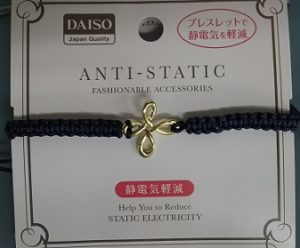 DAISO
Japan Quality
ブレスレットで
静電気を軽減
ANTI-STATIC
FASHIONABLE ACCESSORIES
静電気軽減
Help You to Reduce
STATIC ELECTRICITY